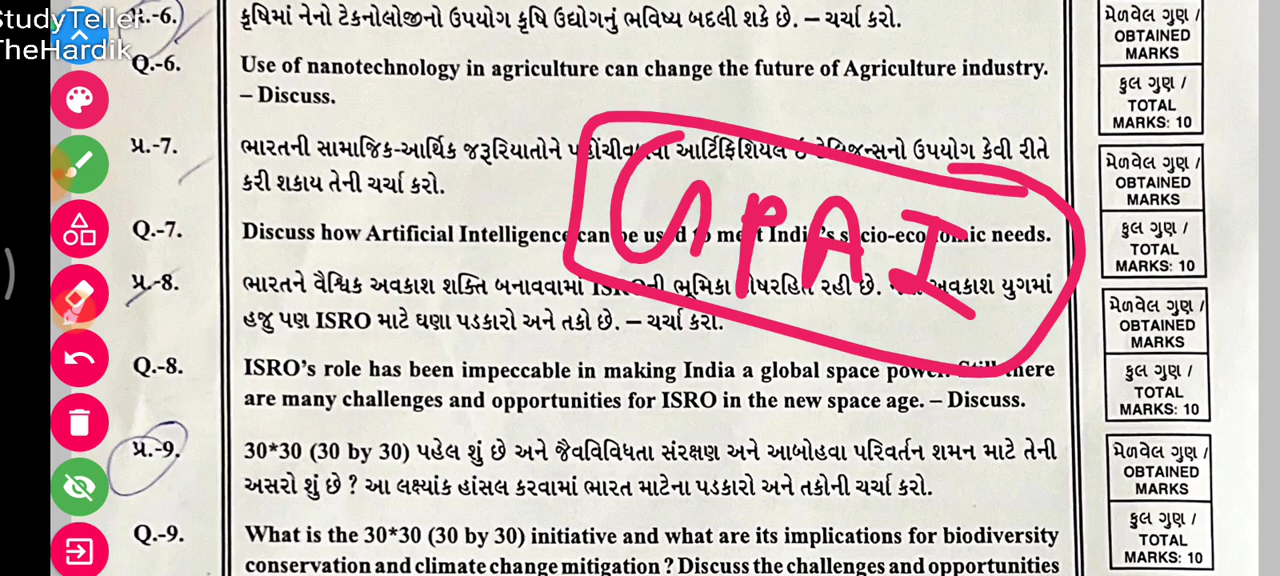 StudyTeller
TheHardik
પ્ર.-6.
કૃષિમાં નેનો ટેકનોલોજીનો ઉપયોગ કૃષિ ઉદ્યોગનું ભવિષ્ય બદલી શકે છે. – ચર્ચા કરો.
Q.-6.
Use of nanotechnology in agriculture can change the future of Agriculture industry.
– Discuss.
મેળવેલ ગુણ /
OBTAINED
MARKS
કુલ ગુણ /
TOTAL
MARKS: 10
પ્ર.-7.
ભારતની સામાજિક-આર્થિક જરૂરિયાતોને આર્ટિફિશિયલ ઉપયોગ કેવી રીતે
કરી શકાય તેની ચર્ચા કરો.
Q.-7.
Discuss how Artificial Intelligence can be used to meet India's socio-economic needs.
GPAI
મેળવેલ ગુણ /
OBTAINED
MARKS
કુલ ગુણ /
TOTAL
MARKS: 10
પ્ર.-8.
ભારતને વૈશ્વિક અવકાશ શક્તિ બનાવવામાં ISROની ભૂમિકા દોષરહિત રહી છે. નવા અવકાશ યુગમાં
હજુ પણ ISRO માટે ઘણા પડકારો અને તકો છે. – ચર્ચા કરો.
Q.-8.
ISRO's role has been impeccable in making India a global space power. Still there
are many challenges and opportunities for ISRO in the new space age. – Discuss.
મેળવેલ ગુણ /
OBTAINED
MARKS
કુલ ગુણ /
TOTAL
MARKS: 10
પ્ર.-9.
30*30 (30 by 30) પહેલ શું છે અને જૈવવિવિધતા સંરક્ષણ અને આબોહવા પરિવર્તન શમન માટે તેની
અસરો શું છે ? આ લક્ષ્યાંક હાંસલ કરવામાં ભારત માટેના પડકારો અને તકોની ચર્ચા કરો.
Q.-9.
What is the 30*30 (30 by 30) initiative and what are its implications for biodiversity
conservation and climate change mitigation ? Discuss the challenges and opportunities
મેળવેલ ગુણ /
OBTAINED
MARKS
કુલ ગુણ /
TOTAL
MARKS: 10